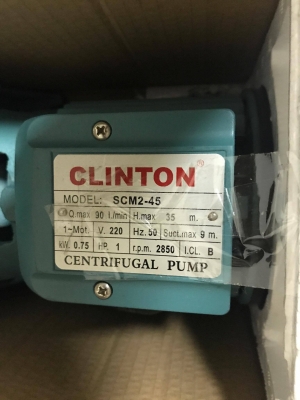 CLINTON
MODEL: SCM2-45
Q.max 90 l./min H.max 35 m.
1~Mot. V. 220 Hz. 50 Suct.max 9 m.
kW. 0.75 HP. 1 r.p.m. 2850 I.CL. B
CENTRIFUGAL PUMP